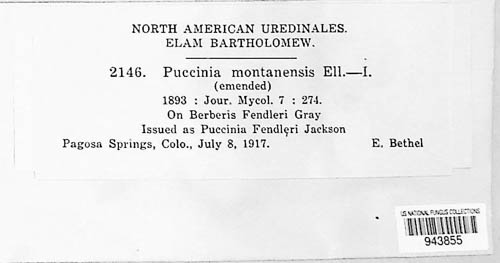 NORTH AMERICAN UREDINALES.
ELAM BARTHOLOMEW.
2146. Puccinia montanensis Ell.—I.
(emended)
1893 : Jour. Mycol. 7 : 274.
On Berberis Fendleri Gray
Issued as Puccinia Fendleri Jackson
Pagosa Springs, Colo., July 8, 1917. E. Bethel
US NATIONAL FUNGUS COLLECTIONS
943855